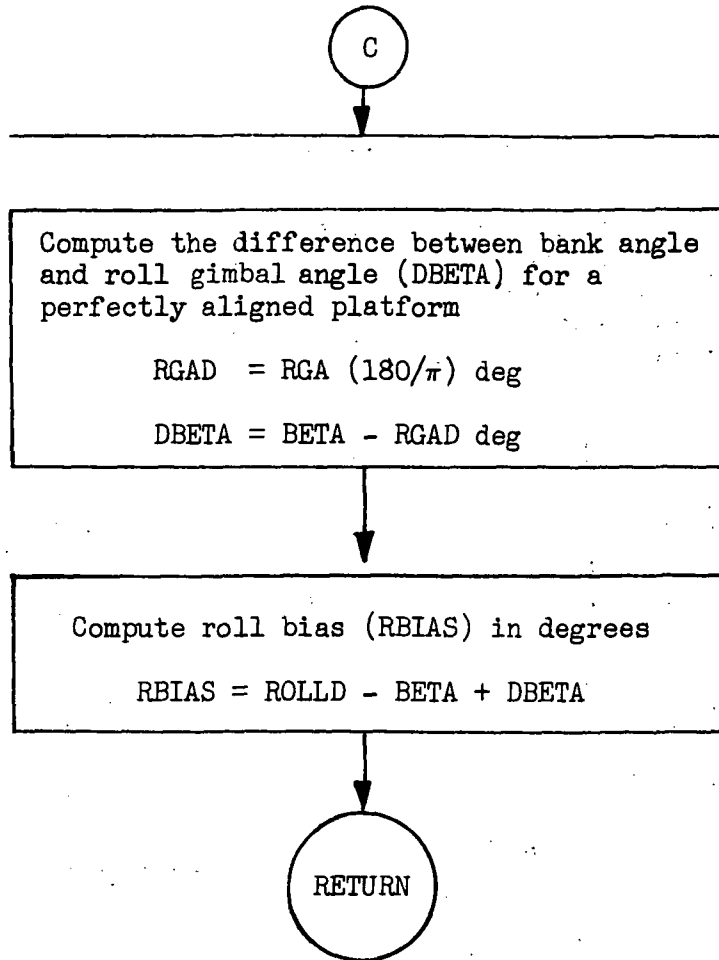 C
Compute the difference between bank angle
and roll gimbal angle (DBETA) for a
perfectly aligned platform
RGAD = RGA (180/π) deg
DBETA = BETA - RGAD deg
Compute roll bias (RBIAS) in degrees
RBIAS = ROLLD - BETA + DBETA
RETURN